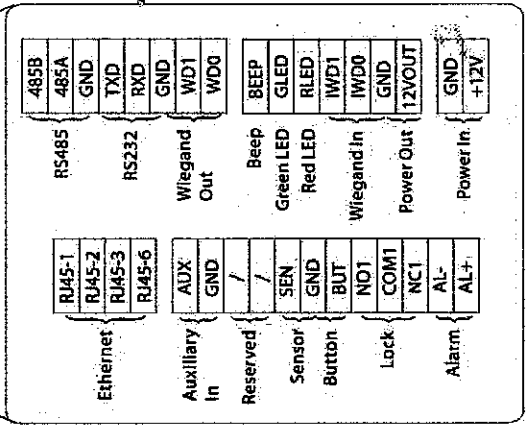 485B
485A
GND
TXD
RXD
GND
WD1
WD0
RS485
RS232
Wiegand
Out
BEEP
GLED
RLED
IWD1
IWD0
GND
12VOUT
Beep
Green LED
Red LED
Wiegand In
Power Out
GND
+12V
Power In
RJ45-1
RJ45-2
RJ45-3
RJ45-6
Ethernet
AUX
GND
/
/
SEN
GND
BUT
NO1
COM1
NC1
AL-
AL+
Auxiliary
In
Reserved
Sensor
Button
Lock
Alarm